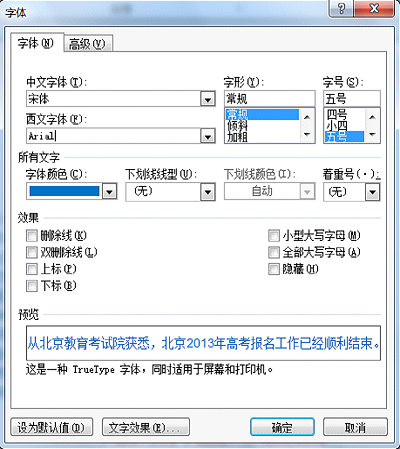 字体
字体(N) 高级(V)
中文字体(T): 字形(Y): 字号(S):
宋体 常规 五号
西文字体(F): 常规 四号
Arial 倾斜 小四
加粗 五号
所有文字
字体颜色(C): 下划线线型(U): 下划线颜色(I): 着重号(·):
(无) 自动 (无)
效果
删除线(K) 小型大写字母(M)
双删除线(L) 全部大写字母(A)
上标(P) 隐藏(H)
下标(B)
预览
从北京教育考试院获悉，北京2013年高考报名工作已经顺利结束。
这是一种 TrueType 字体，同时适用于屏幕和打印机。
设为默认值(D) 文字效果(E)... 确定 取消